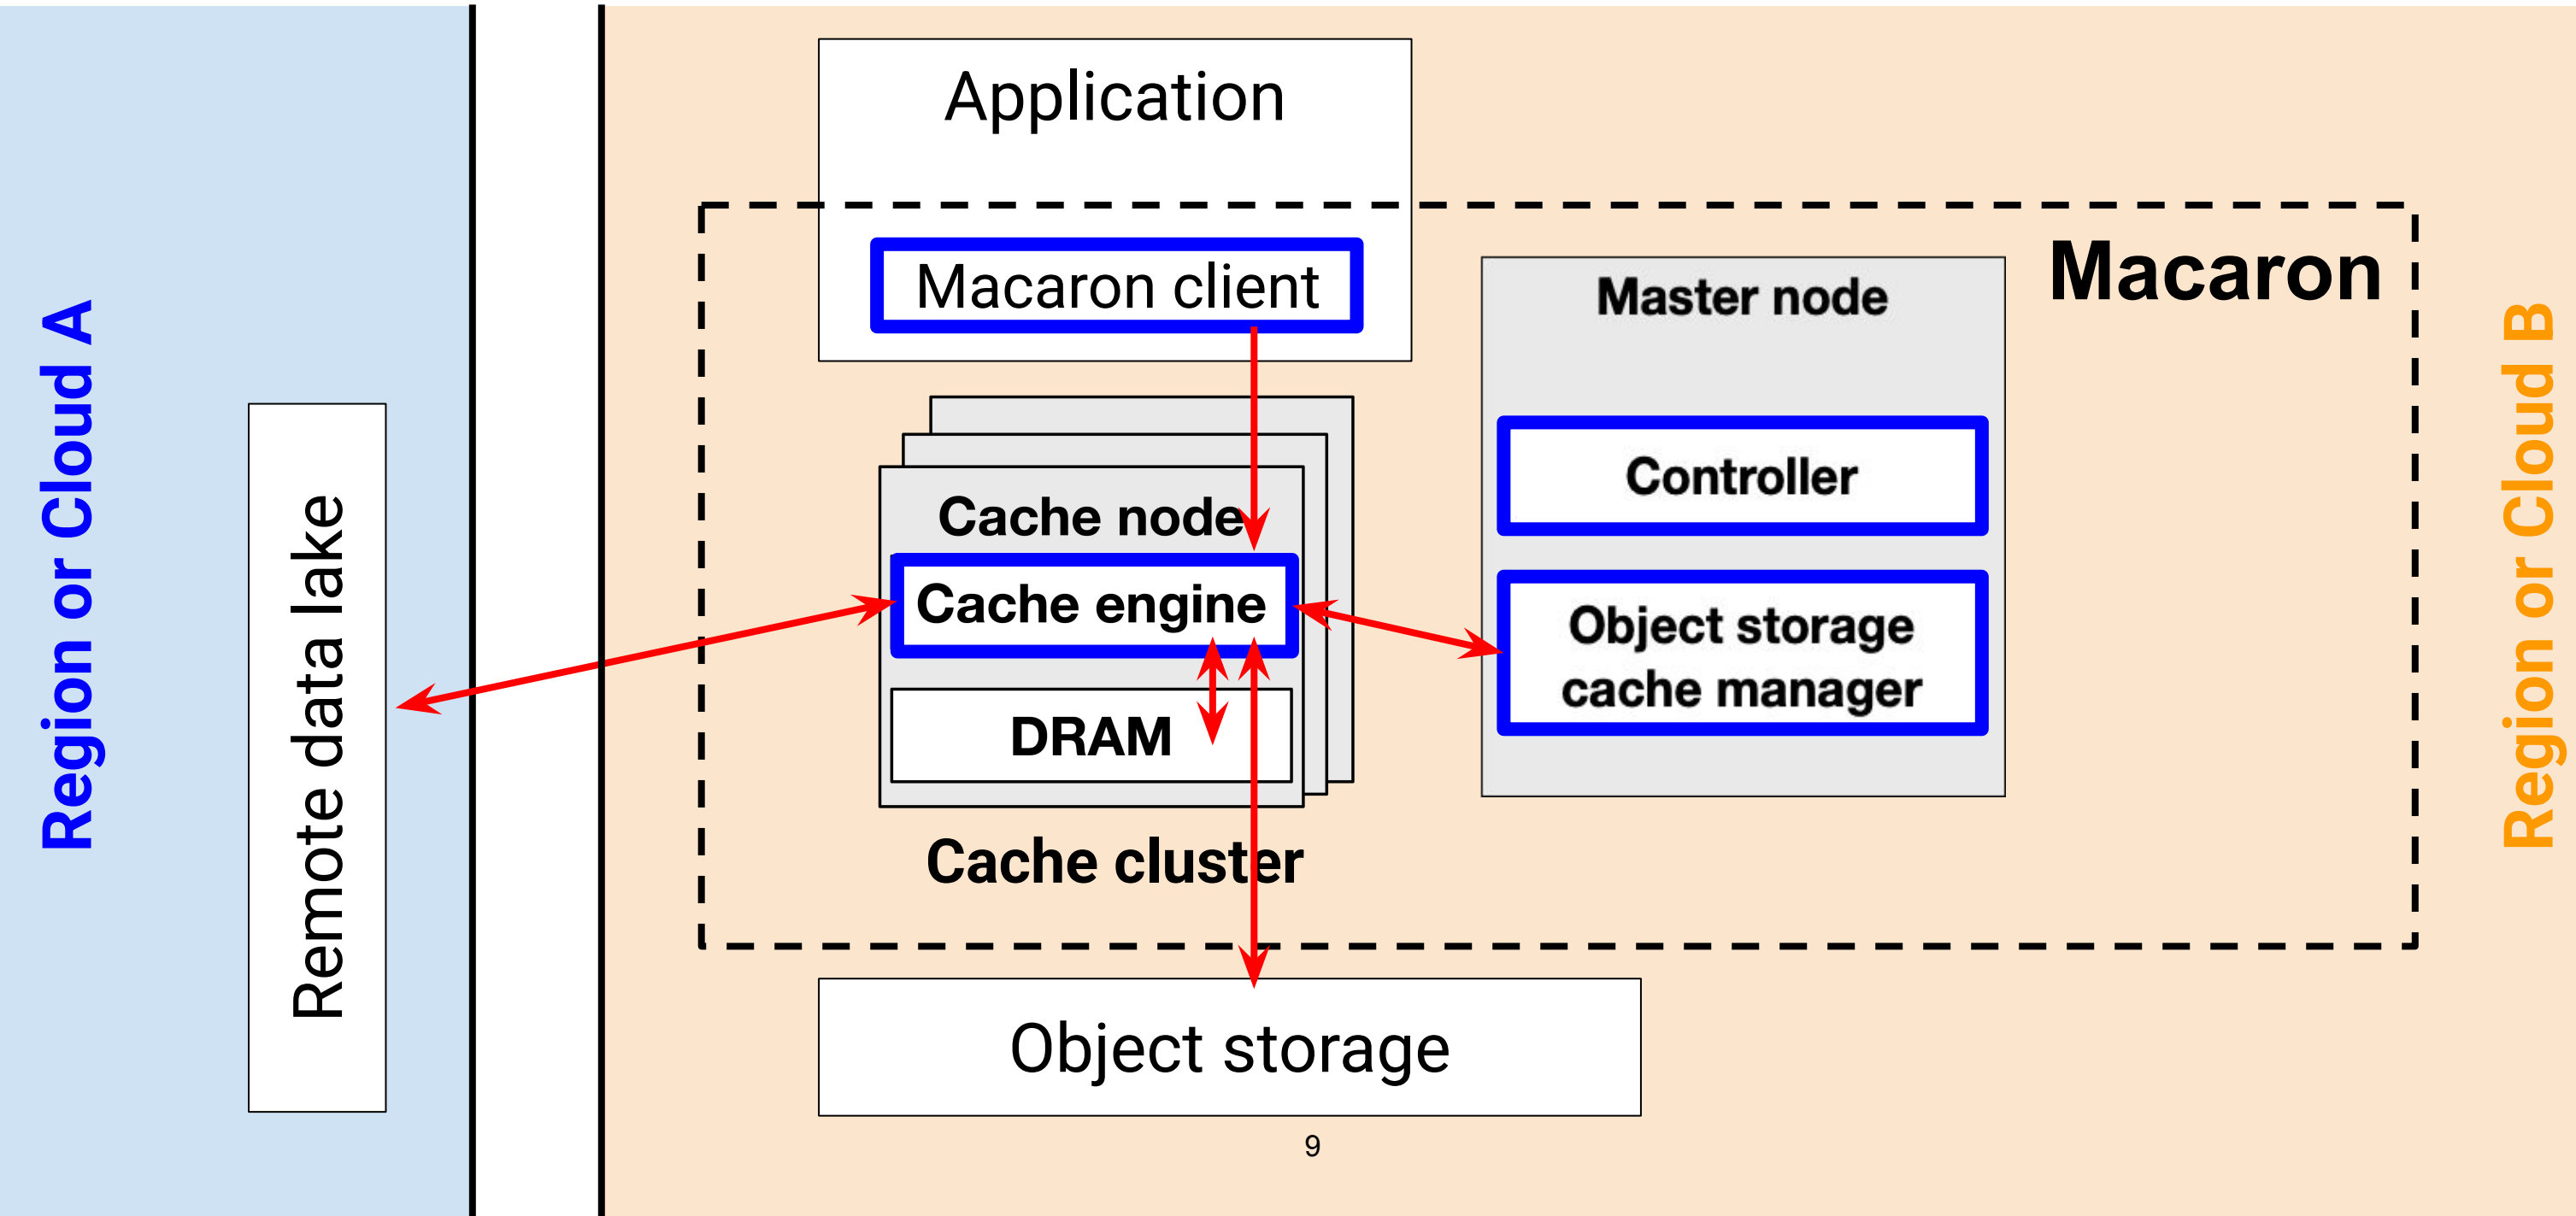 Region or Cloud A
Remote data lake
Application
Macaron client
Macaron
Master node
Controller
Object storage
cache manager
Cache node
Cache engine
DRAM
Cache cluster
Object storage
Region or Cloud B
9